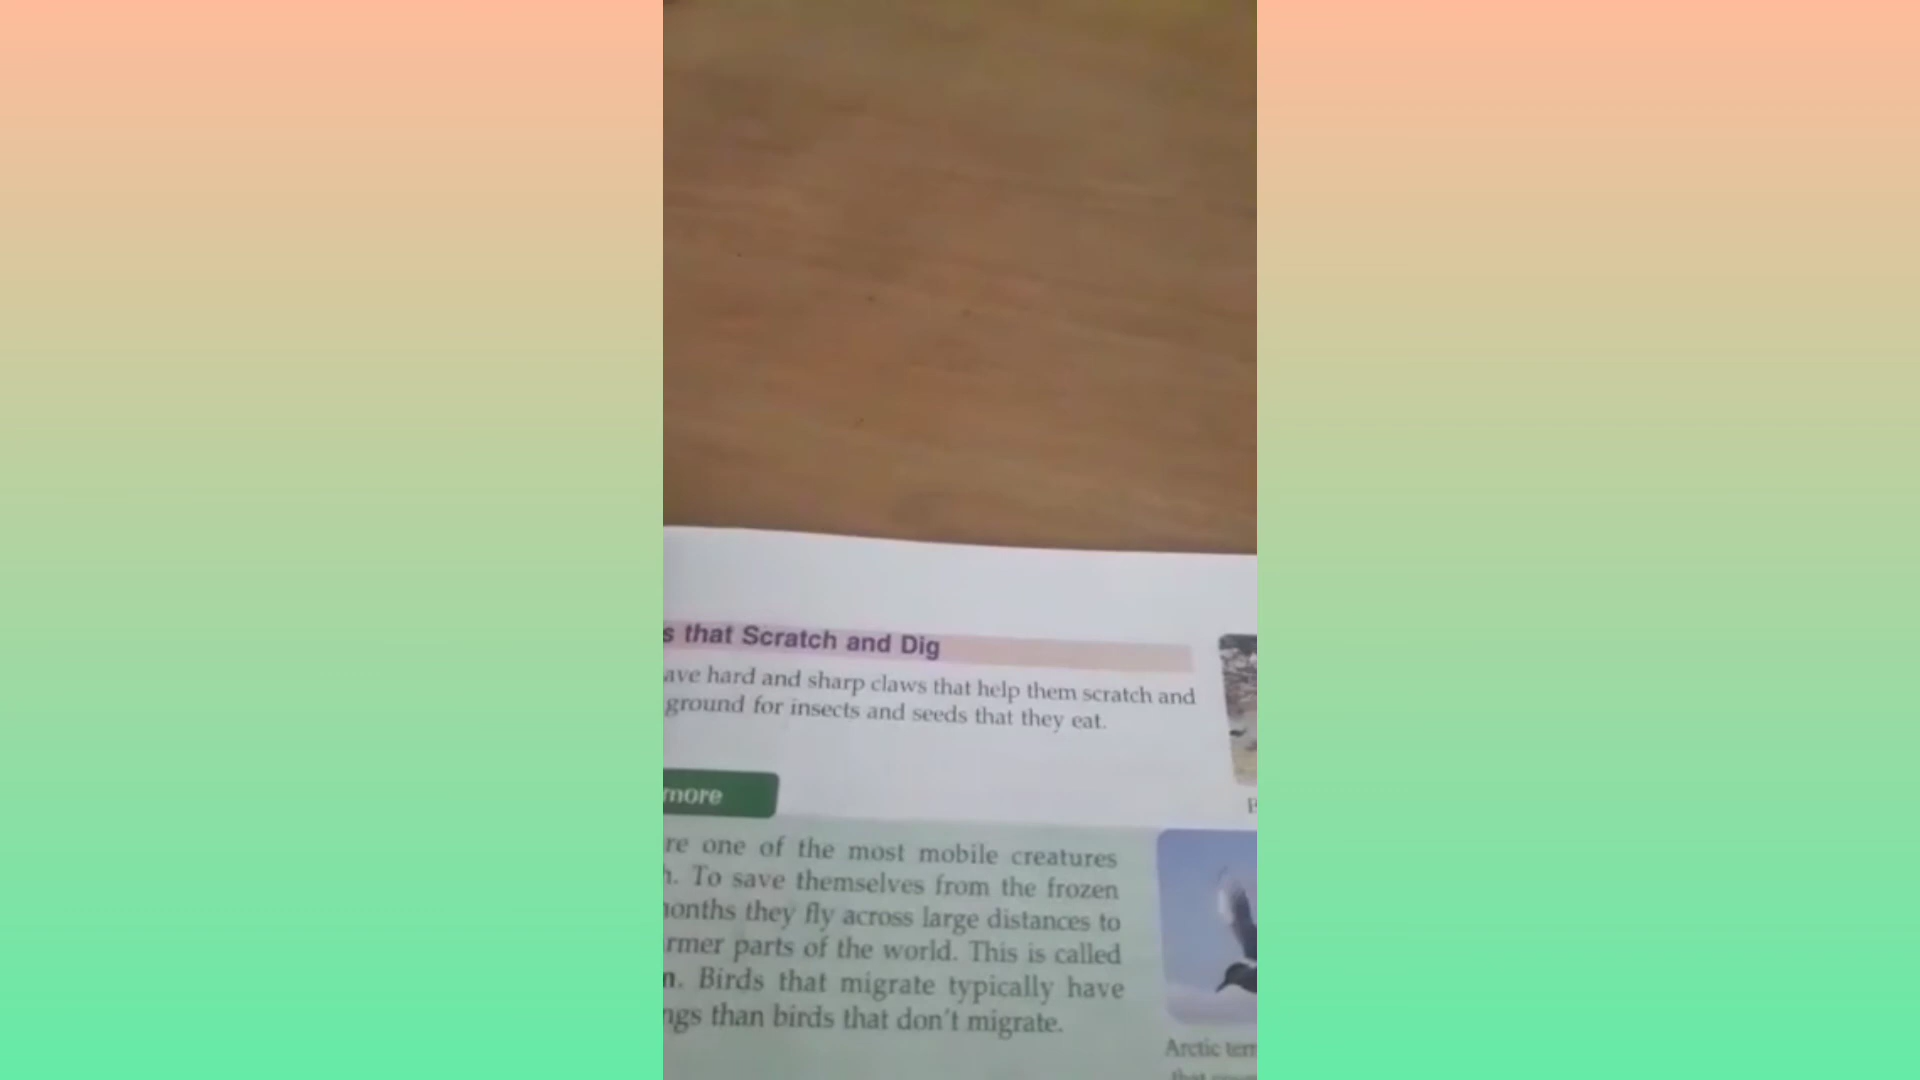 s that Scratch and Dig
ave hard and sharp claws that help them scratch and
ground for insects and seeds that they eat.
more
re one of the most mobile creatures
h. To save themselves from the frozen
onths they fly across large distances to
rmer parts of the world. This is called
n. Birds that migrate typically have
ngs than birds that don't migrate.
Arctic tern